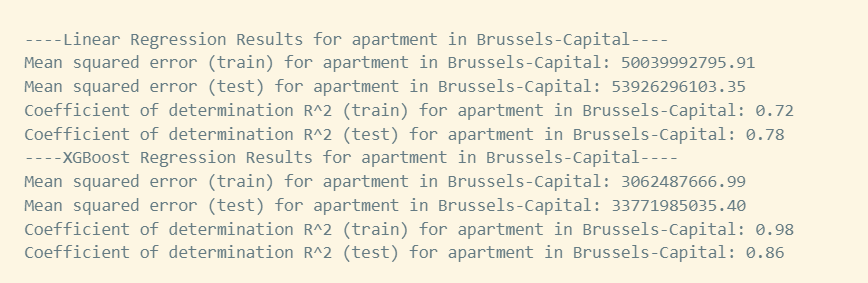 ----Linear Regression Results for apartment in Brussels-Capital----
Mean squared error (train) for apartment in Brussels-Capital: 50039992795.91
Mean squared error (test) for apartment in Brussels-Capital: 53926296103.35
Coefficient of determination R^2 (train) for apartment in Brussels-Capital: 0.72
Coefficient of determination R^2 (test) for apartment in Brussels-Capital: 0.78
----XGBoost Regression Results for apartment in Brussels-Capital----
Mean squared error (train) for apartment in Brussels-Capital: 3062487666.99
Mean squared error (test) for apartment in Brussels-Capital: 33771985035.40
Coefficient of determination R^2 (train) for apartment in Brussels-Capital: 0.98
Coefficient of determination R^2 (test) for apartment in Brussels-Capital: 0.86